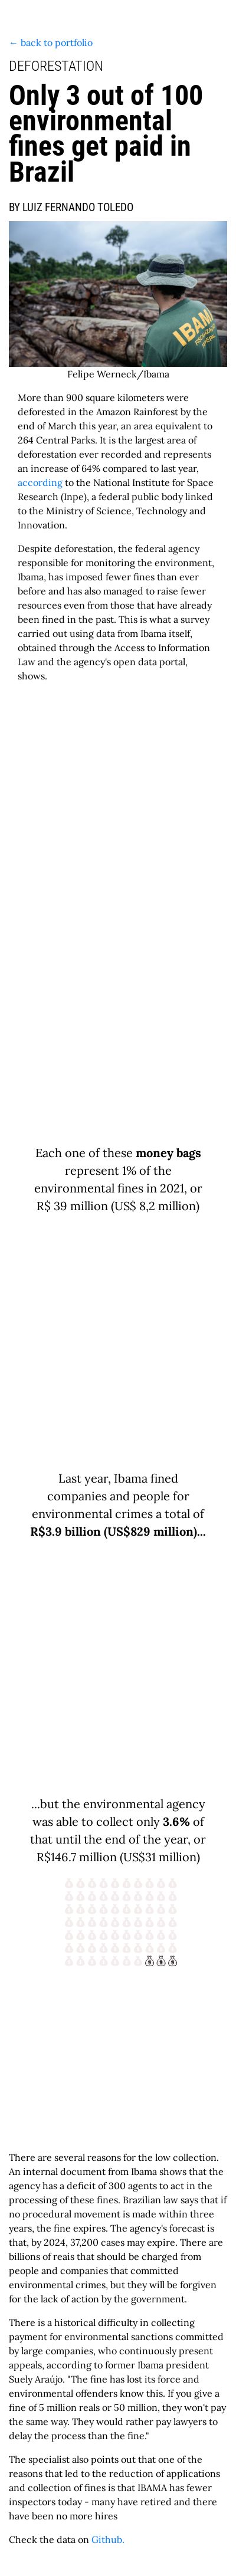 ← back to portfolio
DEFORESTATION
Only 3 out of 100
environmental
fines get paid in
Brazil
BY LUIZ FERNANDO TOLEDO
IBAMA
Felipe Werneck/Ibama
More than 900 square kilometers were
deforested in the Amazon Rainforest by the
end of March this year, an area equivalent to
264 Central Parks. It is the largest area of
deforestation ever recorded and represents
an increase of 64% compared to last year,
according to the National Institute for Space
Research (Inpe), a federal public body linked
to the Ministry of Science, Technology and
Innovation.
Despite deforestation, the federal agency
responsible for monitoring the environment,
Ibama, has imposed fewer fines than ever
before and has also managed to raise fewer
resources even from those that have already
been fined in the past. This is what a survey
carried out using data from Ibama itself,
obtained through the Access to Information
Law and the agency's open data portal,
shows.
Each one of these money bags
represent 1% of the
environmental fines in 2021, or
R$ 39 million (US$ 8,2 million)
Last year, Ibama fined
companies and people for
environmental crimes a total of
R$3.9 billion (US$829 million)...
...but the environmental agency
was able to collect only 3.6% of
that until the end of the year, or
R$146.7 million (US$31 million)
There are several reasons for the low collection.
An internal document from Ibama shows that the
agency has a deficit of 300 agents to act in the
processing of these fines. Brazilian law says that if
no procedural movement is made within three
years, the fine expires. The agency's forecast is
that, by 2024, 37,200 cases may expire. There are
billions of reais that should be charged from
people and companies that committed
environmental crimes, but they will be forgiven
for the lack of action by the government.
There is a historical difficulty in collecting
payment for environmental sanctions committed
by large companies, who continuously present
appeals, according to former Ibama president
Suely Araújo. "The fine has lost its force and
environmental offenders know this. If you give a
fine of 5 million reals or 50 million, they won't pay
the same way. They would rather pay lawyers to
delay the process than the fine."
The specialist also points out that one of the
reasons that led to the reduction of applications
and collection of fines is that IBAMA has fewer
inspectors today - many have retired and there
have been no more hires
Check the data on Github.